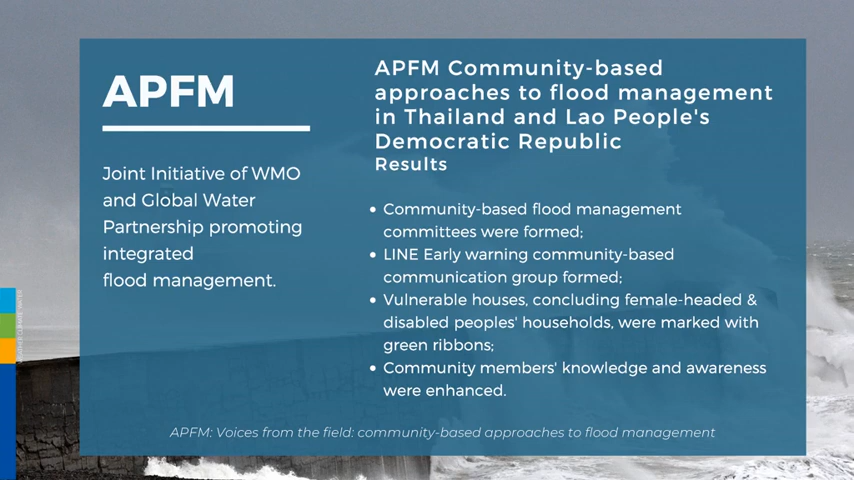 APFM
Joint Initiative of WMO
and Global Water
Partnership promoting
integrated
flood management.
APFM Community-based
approaches to flood management
in Thailand and Lao People's
Democratic Republic
Results
• Community-based flood management
committees were formed;
• LINE Early warning community-based
communication group formed;
• Vulnerable houses, concluding female-headed &
disabled peoples' households, were marked with
green ribbons;
• Community members' knowledge and awareness
were enhanced.
APFM: Voices from the field: community-based approaches to flood management